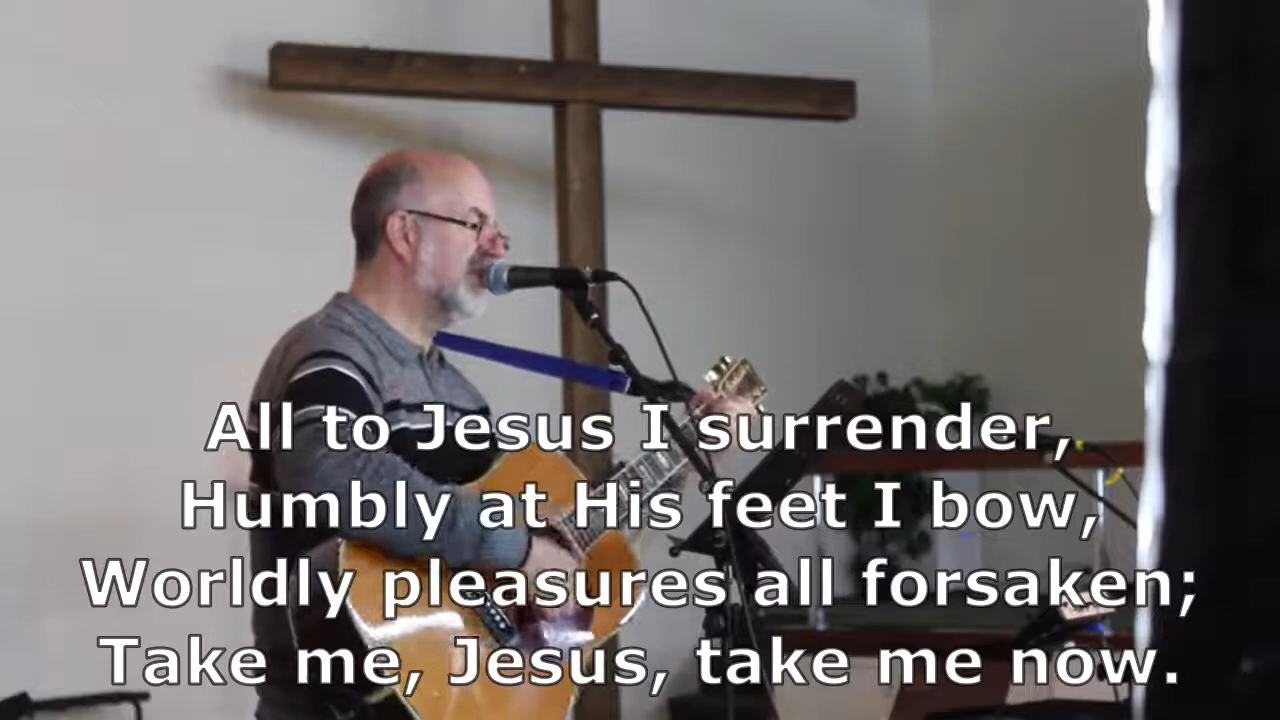 All to Jesus I surrender,
Humbly at His feet I bow,
Worldly pleasures all forsaken;
Take me, Jesus, take me now.